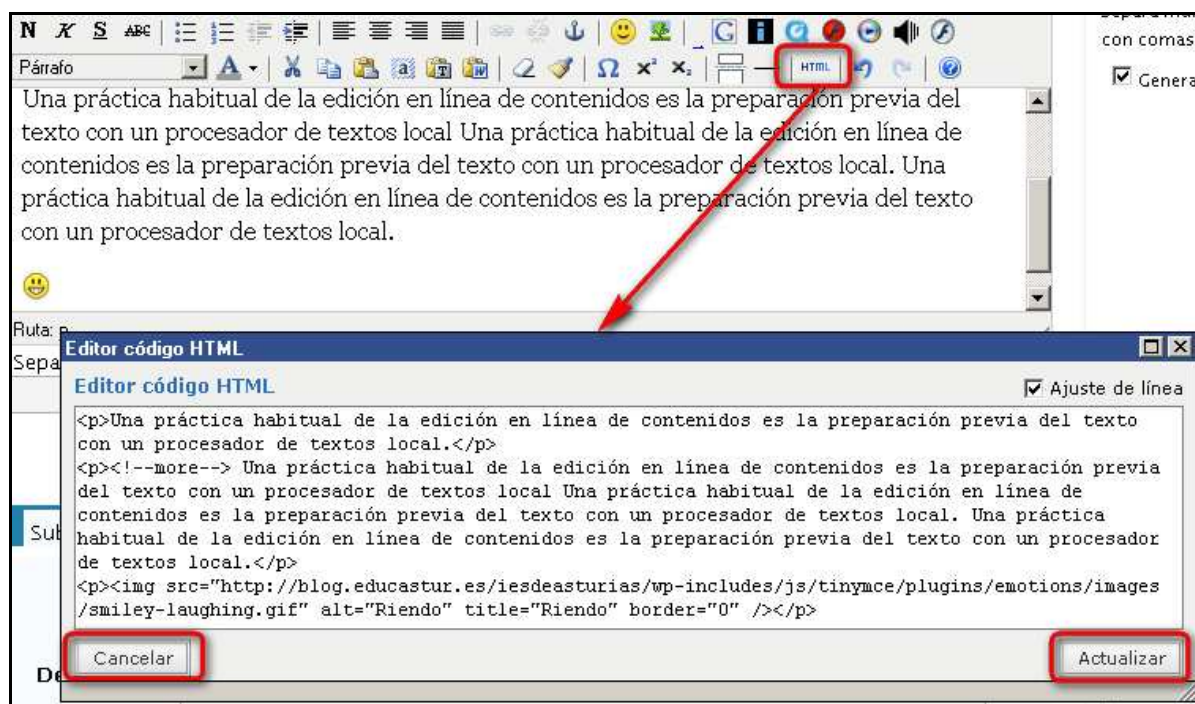 N K S ABC
con comas
Párrafo A HTML Genera
Una práctica habitual de la edición en línea de contenidos es la preparación previa del
texto con un procesador de textos local Una práctica habitual de la edición en línea de
contenidos es la preparación previa del texto con un procesador de textos local. Una
práctica habitual de la edición en línea de contenidos es la preparación previa del texto
con un procesador de textos local.
Ruta: p
Sepa
Editor código HTML
Editor código HTML
Ajuste de línea
<p>Una práctica habitual de la edición en línea de contenidos es la preparación previa del texto
con un procesador de textos local.</p>
<p><!--more--> Una práctica habitual de la edición en línea de contenidos es la preparación previa
del texto con un procesador de textos local Una práctica habitual de la edición en línea de
contenidos es la preparación previa del texto con un procesador de textos local. Una práctica
habitual de la edición en línea de contenidos es la preparación previa del texto con un procesador
de textos local.</p>
<p><img src="http://blog.educastur.es/iesdeasturias/wp-includes/js/tinymce/plugins/emotions/images
/smiley-laughing.gif" alt="Riendo" title="Riendo" border="0" /></p>
Sub
Cancelar Actualizar
De